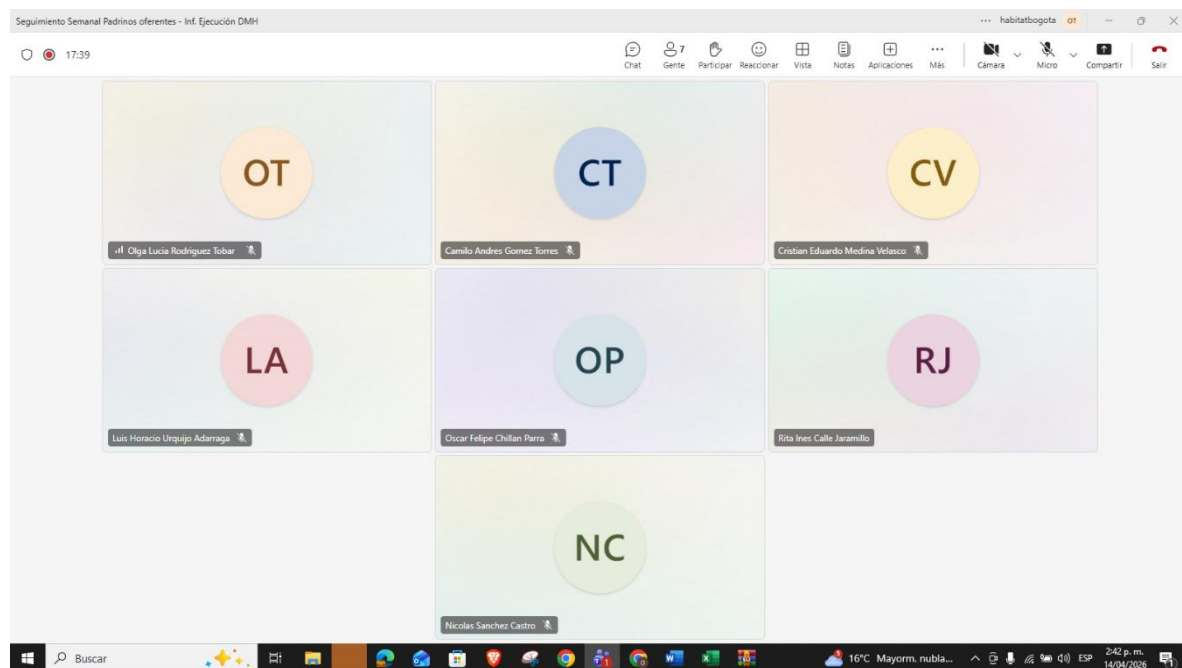 Seguimiento Semanal Padrinos oferentes - Inf. Ejecución DMH
habitatbogota OT
17:39
7
Chat Gente Participar Reaccionar Vista Notas Aplicaciones Más Cámara Micro Compartir Salir
OT
Olga Lucia Rodriguez Tobar
CT
Camilo Andres Gomez Torres
CV
Cristian Eduardo Medina Velasco
LA
Luis Horacio Urquijo Adarraga
OP
Oscar Felipe Chillan Parra
RJ
Rita Ines Calle Jaramillo
NC
Nicolas Sanchez Castro
Buscar
16°C Mayorm. nubla...
ESP
2:42 p. m.
14/04/2026